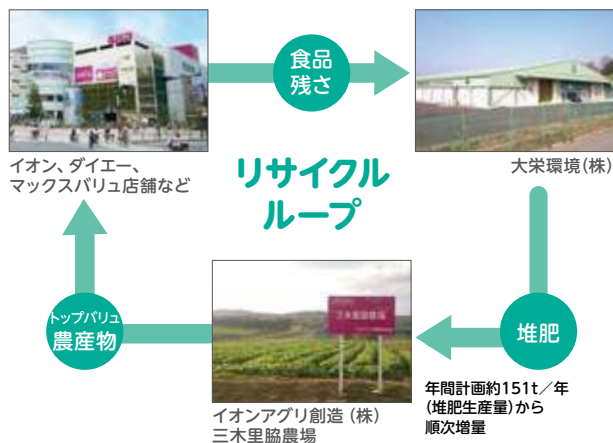 食品
残さ
イオン、ダイエー、
マックスバリュ店舗など
大栄環境(株)
リサイクル
ループ
トップバリュ
農産物
三木里脇農場
堆肥
年間計画約151t/年
(堆肥生産量)から
順次増量
イオンアグリ創造(株)
三木里脇農場